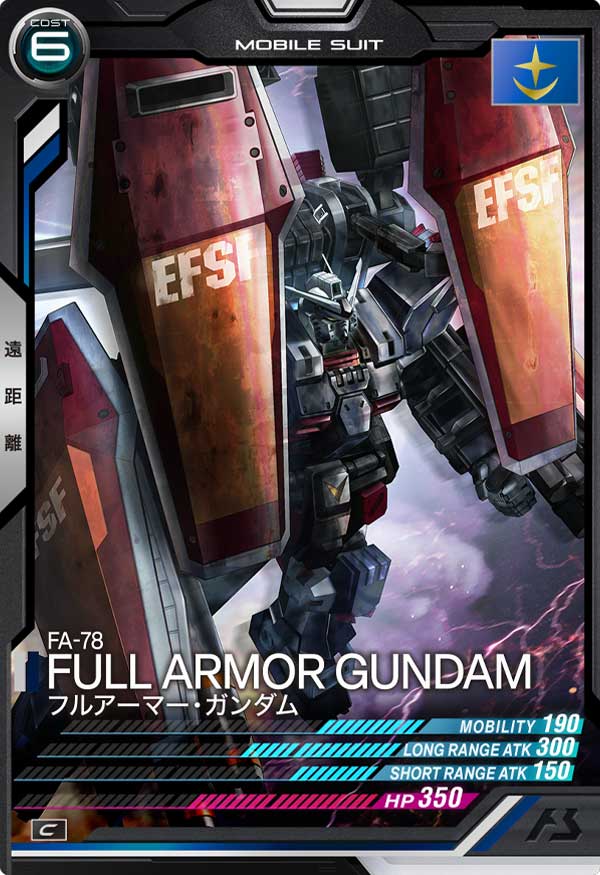 COST
6
MOBILE SUIT
EFSF
EFSF
EFSF
遠距離
FA-78
FULL ARMOR GUNDAM
フルアーマー・ガンダム
MOBILITY 190
LONG RANGE ATK 300
SHORT RANGE ATK 150
HP 350
C